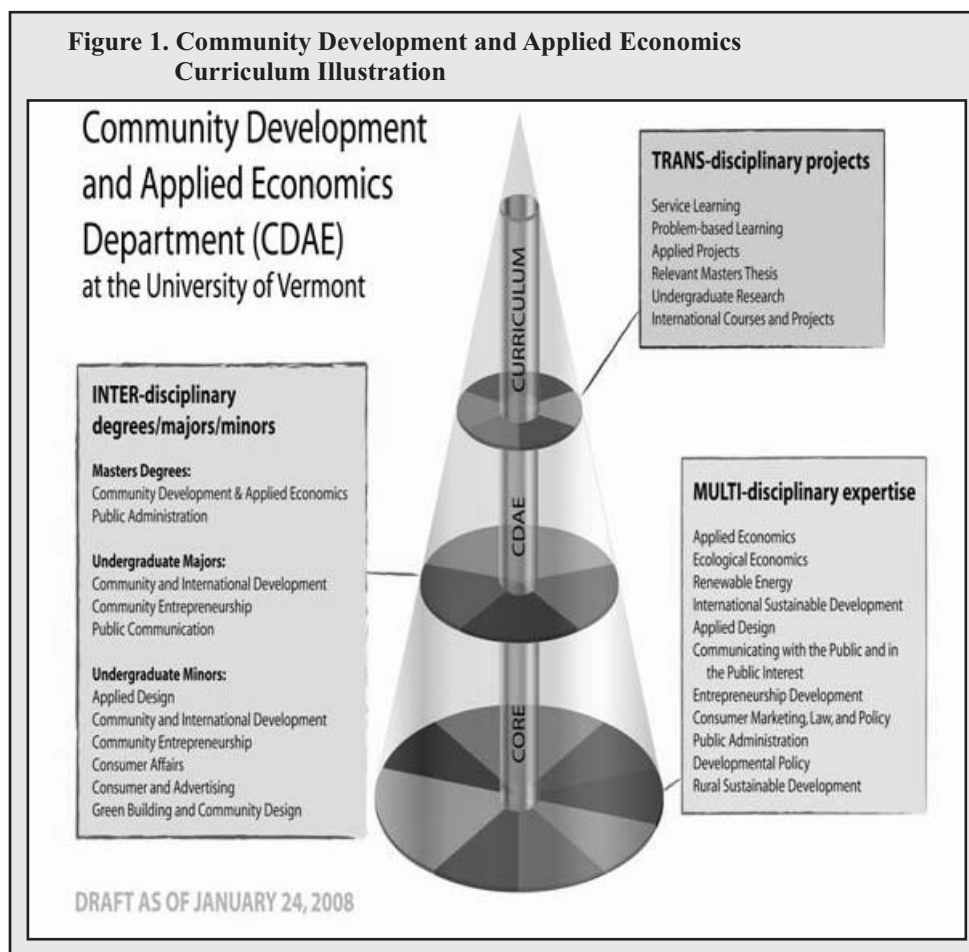 Figure 1. Community Development and Applied Economics
Curriculum Illustration
Community Development
and Applied Economics
Department (CDAE)
at the University of Vermont
TRANS-disciplinary projects
Service Learning
Problem-based Learning
Applied Projects
Relevant Masters Thesis
Undergraduate Research
International Courses and Projects
INTER-disciplinary
degrees/majors/minors
Masters Degrees:
Community Development & Applied Economics
Public Administration
Undergraduate Majors:
Community and International Development
Community Entrepreneurship
Public Communication
Undergraduate Minors:
Applied Design
Community and International Development
Community Entrepreneurship
Consumer Affairs
Consumer and Advertising
Green Building and Community Design
CURRICULUM
CDAE
CORE
MULTI-disciplinary expertise
Applied Economics
Ecological Economics
Renewable Energy
International Sustainable Development
Applied Design
Communicating with the Public and in
the Public Interest
Entrepreneurship Development
Consumer Marketing, Law, and Policy
Public Administration
Developmental Policy
Rural Sustainable Development
DRAFT AS OF JANUARY 24, 2008